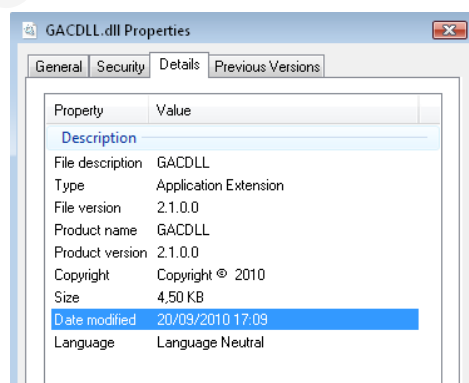 GACDLL.dll Properties
General Security Details Previous Versions
Property Value
Description
File description GACDLL
Type Application Extension
File version 2.1.0.0
Product name GACDLL
Product version 2.1.0.0
Copyright Copyright © 2010
Size 4,50 KB
Date modified 20/09/2010 17:09
Language Language Neutral